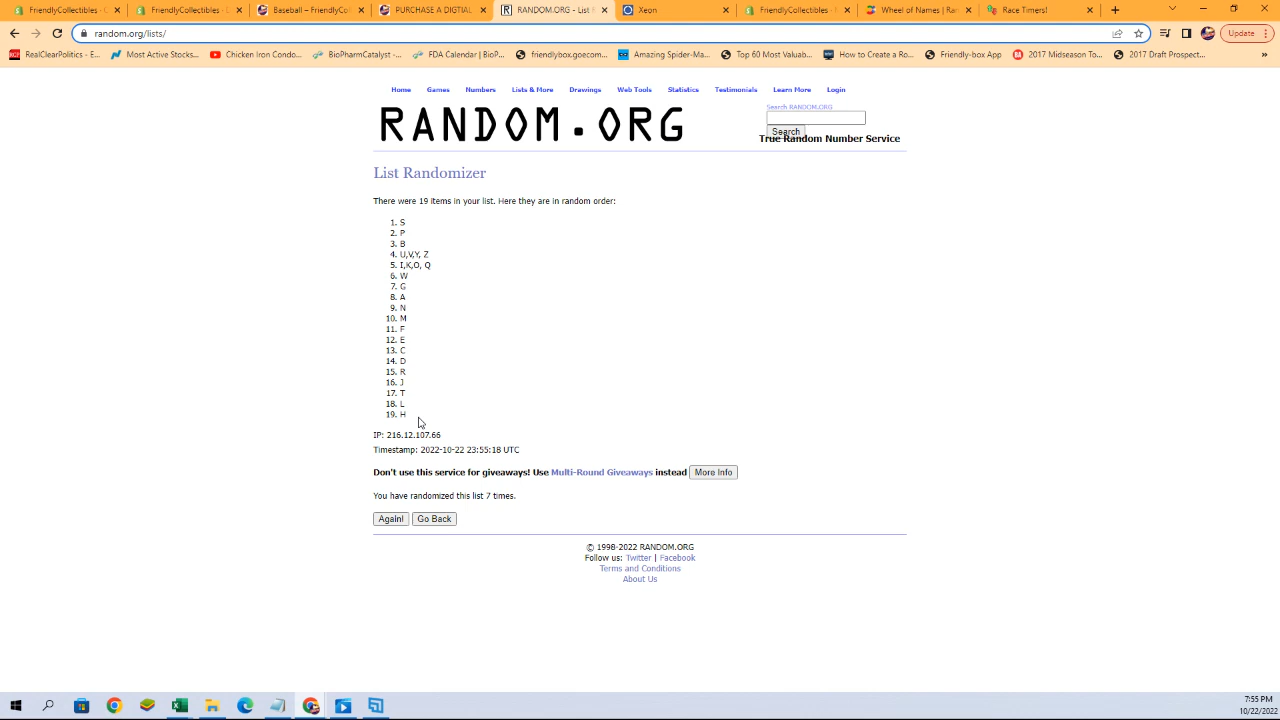 FriendlyCollectibles - C
FriendlyCollectibles - L
Baseball – FriendlyCo
PURCHASE A DIGTIAL
RANDOM.ORG - List
Xeon
FriendlyCollectibles - F
Wheel of Names | Ra
Race Timers!
random.org/lists/
Update
RealClearPolitics - E...
Most Active Stocks...
Chicken Iron Condo...
BioPharmCatalyst -...
FDA Calendar | BioP...
friendlybox.goecom...
Amazing Spider-Ma...
Top 60 Most Valuab...
How to Create a Ro...
Friendly-box App
2017 Midseason To...
2017 Draft Prospect...
Home Games Numbers Lists & More Drawings Web Tools Statistics Testimonials Learn More Login
RANDOM.ORG
Search RANDOM.ORG
Search
True Random Number Service
List Randomizer
There were 19 items in your list. Here they are in random order:
1. S
2. P
3. B
4. U,V,Y, Z
5. I,K,O, Q
6. W
7. G
8. A
9. N
10. M
11. F
12. E
13. C
14. D
15. R
16. J
17. T
18. L
19. H
IP: 216.12.107.66
Timestamp: 2022-10-22 23:55:18 UTC
Don't use this service for giveaways! Use Multi-Round Giveaways instead More Info
You have randomized this list 7 times.
Again! Go Back
© 1998-2022 RANDOM.ORG
Follow us: Twitter | Facebook
Terms and Conditions
About Us
7:55 PM
10/22/2022